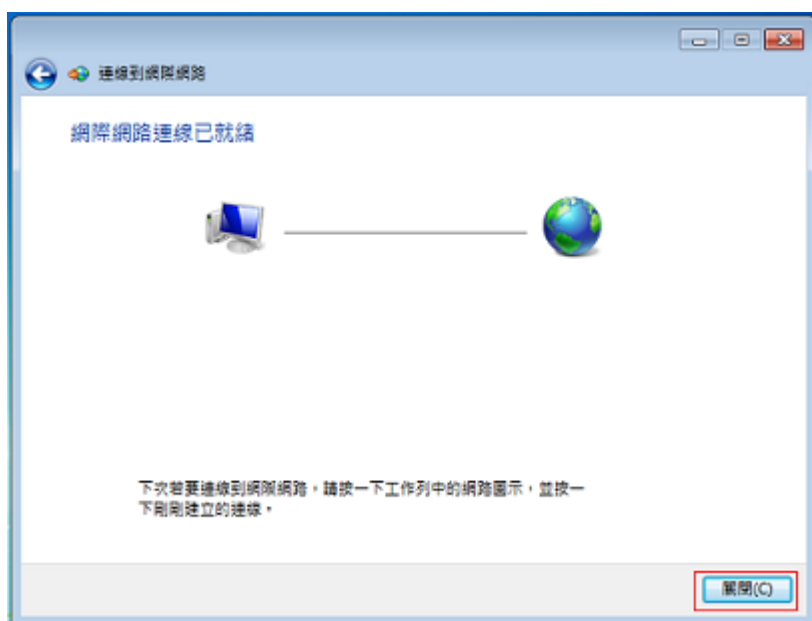 連線到網際網路
網際網路連線已就緒
下次若要連線到網際網路，請按一下工作列中的網路圖示，並按一
下剛剛建立的連線。
關閉(C)